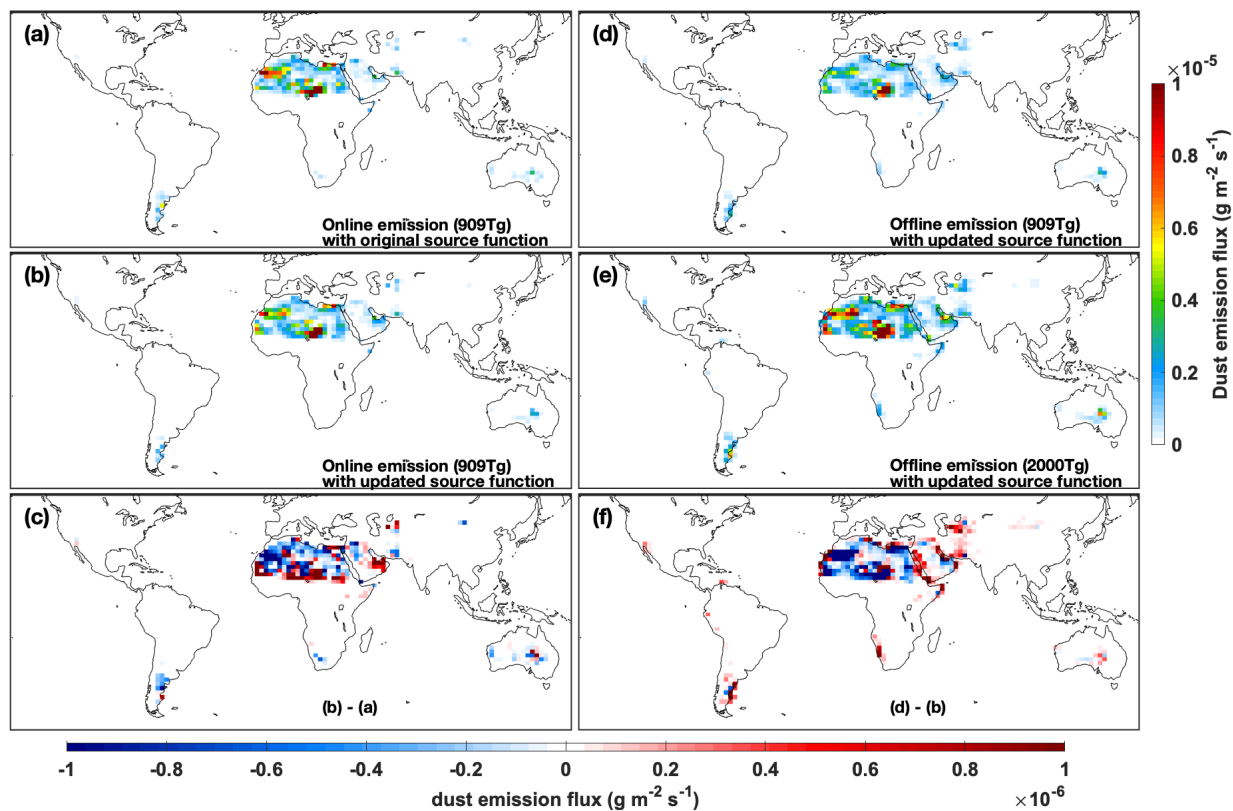 (a)
Online emission (909Tg)
with original source function
(d)
Offline emission (909Tg)
with updated source function
(b)
Online emission (909Tg)
with updated source function
(e)
Offline emission (2000Tg)
with updated source function
×10⁻⁵
1
0.8
0.6
0.4
0.2
0
Dust emission flux (g m⁻² s⁻¹)
(c)
(b) - (a)
(f)
(d) - (b)
-1 -0.8 -0.6 -0.4 -0.2 0 0.2 0.4 0.6 0.8 1
dust emission flux (g m⁻² s⁻¹)
×10⁻⁶